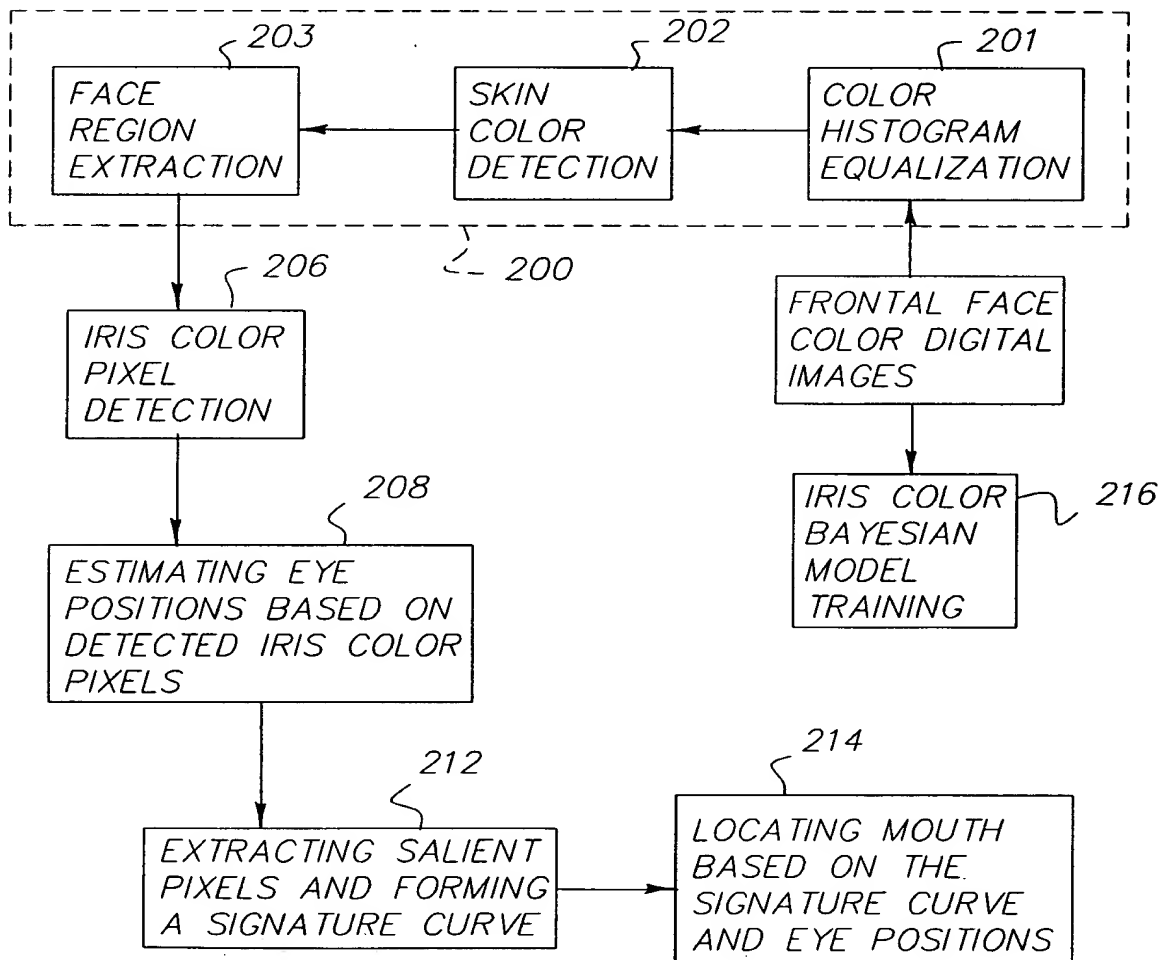 203
202
201
FACE
REGION
EXTRACTION
SKIN
COLOR
DETECTION
COLOR
HISTOGRAM
EQUALIZATION
200
206
FRONTAL FACE
COLOR DIGITAL
IMAGES
IRIS COLOR
PIXEL
DETECTION
208
IRIS COLOR
BAYESIAN
MODEL
TRAINING
216
ESTIMATING EYE
POSITIONS BASED ON
DETECTED IRIS COLOR
PIXELS
212
214
EXTRACTING SALIENT
PIXELS AND FORMING
A SIGNATURE CURVE
LOCATING MOUTH
BASED ON THE
SIGNATURE CURVE
AND EYE POSITIONS